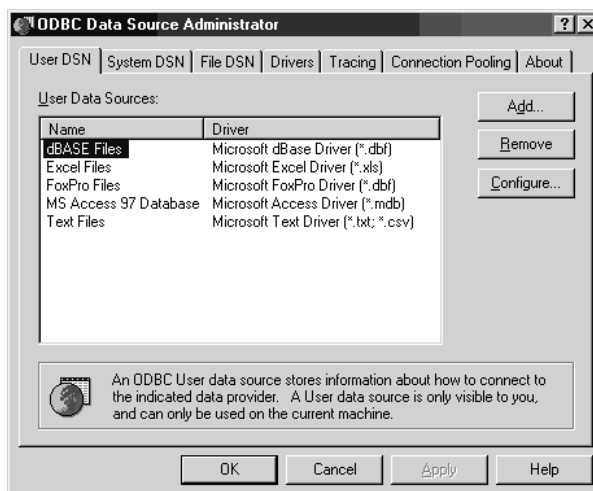 ODBC Data Source Administrator
User DSN System DSN File DSN Drivers Tracing Connection Pooling About
User Data Sources:
Add...
Name Driver
dBASE Files Microsoft dBase Driver (*.dbf)
Remove
Excel Files Microsoft Excel Driver (*.xls)
FoxPro Files Microsoft FoxPro Driver (*.dbf)
Configure...
MS Access 97 Database Microsoft Access Driver (*.mdb)
Text Files Microsoft Text Driver (*.txt; *.csv)
An ODBC User data source stores information about how to connect to
the indicated data provider. A User data source is only visible to you,
and can only be used on the current machine.
OK Cancel Apply Help